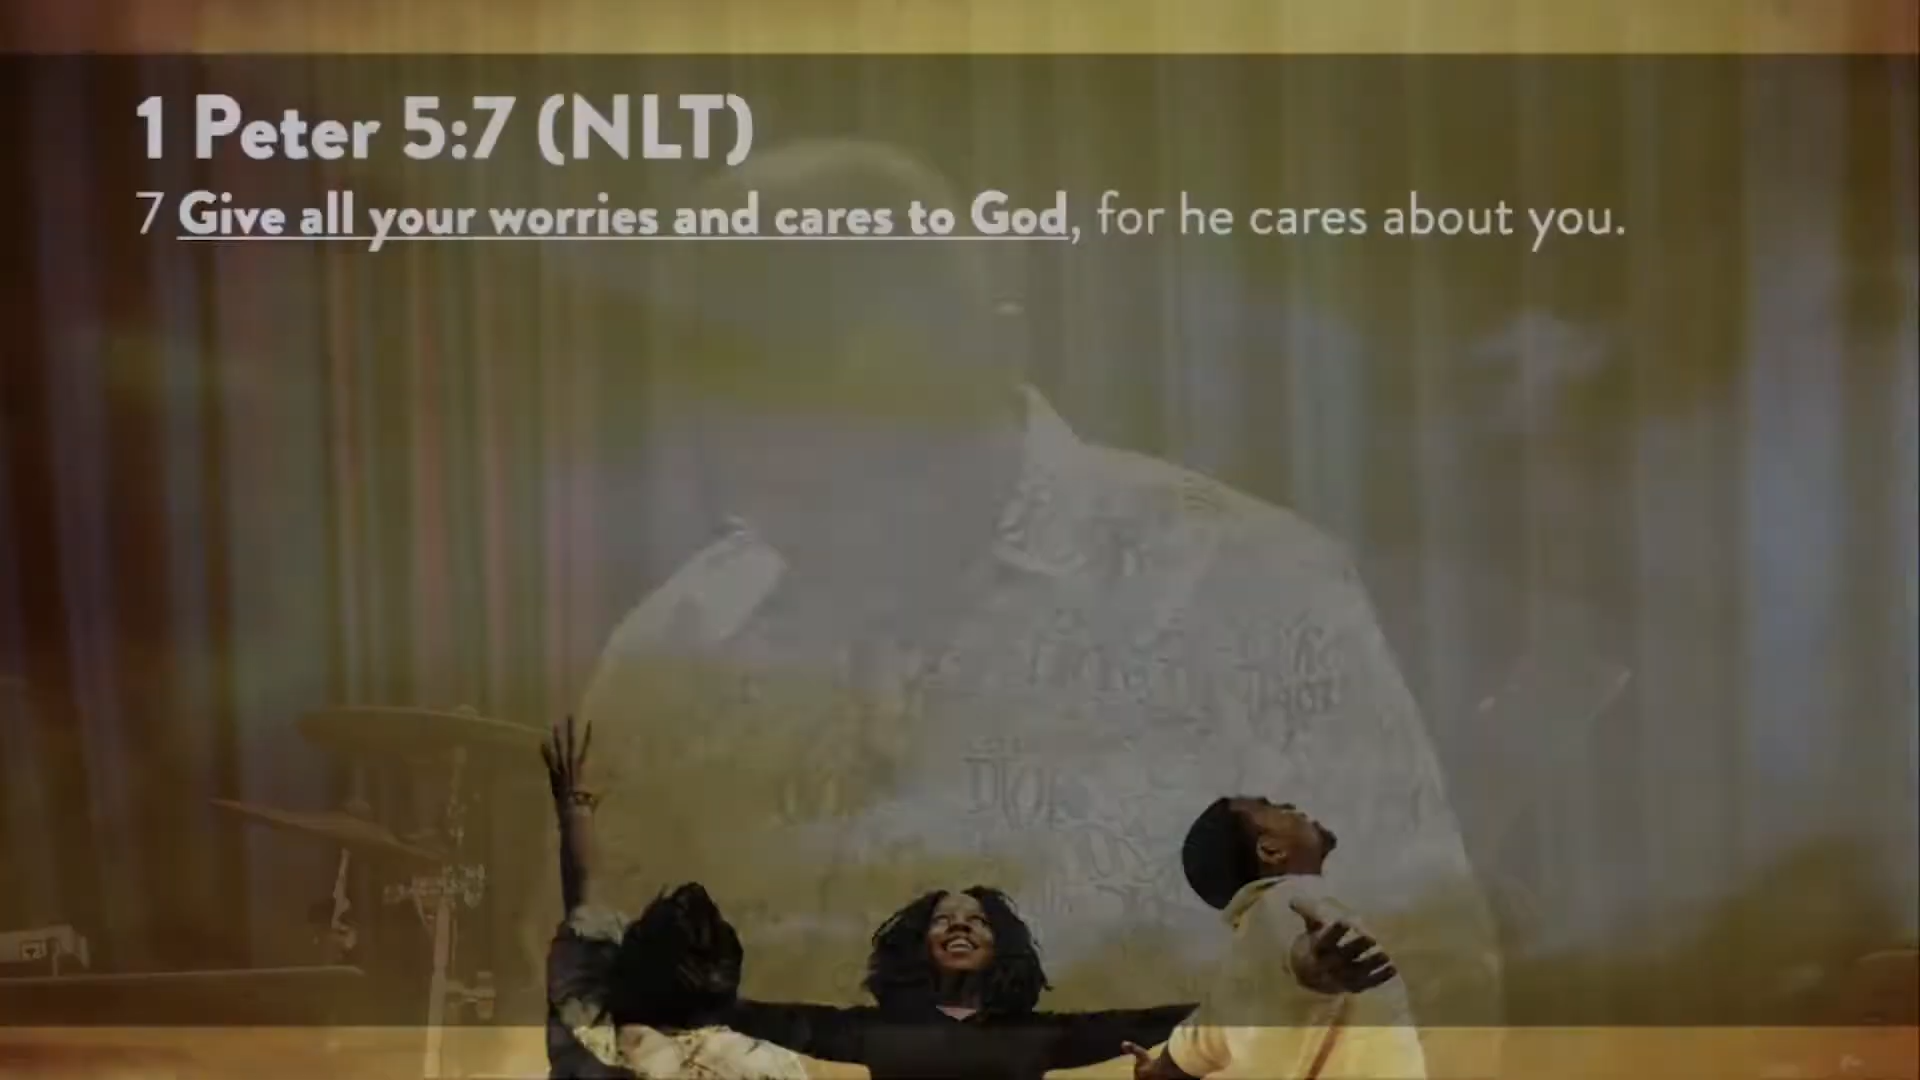 1 Peter 5:7 (NLT)
7 Give all your worries and cares to God, for he cares about you.